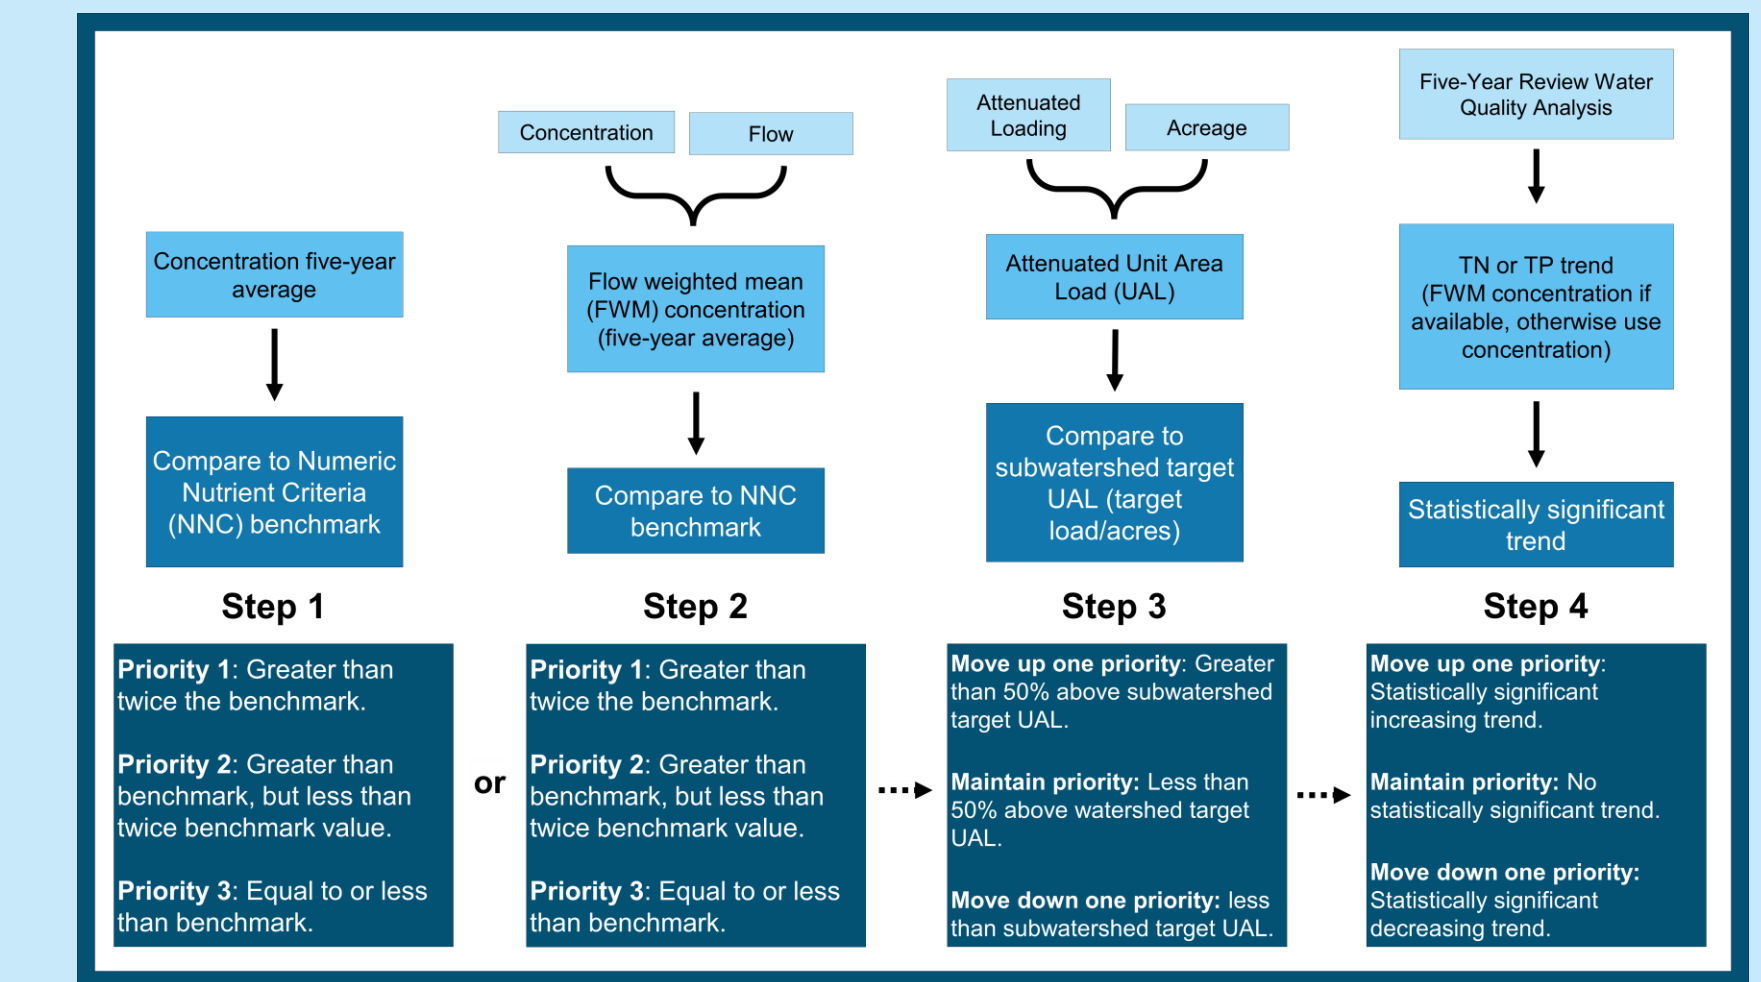 Concentration five-year
average
Compare to Numeric
Nutrient Criteria
(NNC) benchmark
Step 1
Priority 1: Greater than
twice the benchmark.
Priority 2: Greater than
benchmark, but less than
twice benchmark value.
Priority 3: Equal to or less
than benchmark.
or
Concentration
Flow
Flow weighted mean
(FWM) concentration
(five-year average)
Compare to NNC
benchmark
Step 2
Priority 1: Greater than
twice the benchmark.
Priority 2: Greater than
benchmark, but less than
twice benchmark value.
Priority 3: Equal to or less
than benchmark.
Attenuated
Loading
Acreage
Attenuated Unit Area
Load (UAL)
Compare to
subwatershed target
UAL (target
load/acres)
Step 3
Move up one priority: Greater
than 50% above subwatershed
target UAL.
Maintain priority: Less than
50% above watershed target
UAL.
Move down one priority: less
than subwatershed target UAL.
Five-Year Review Water
Quality Analysis
TN or TP trend
(FWM concentration if
available, otherwise use
concentration)
Statistically significant
trend
Step 4
Move up one priority:
Statistically significant
increasing trend.
Maintain priority: No
statistically significant trend.
Move down one priority:
Statistically significant
decreasing trend.